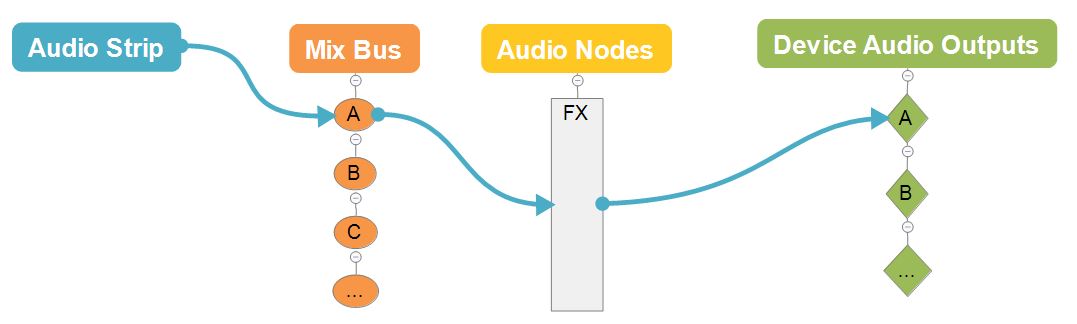 Audio Strip
Mix Bus
Audio Nodes
Device Audio Outputs
A
B
C
...
FX
A
B
...